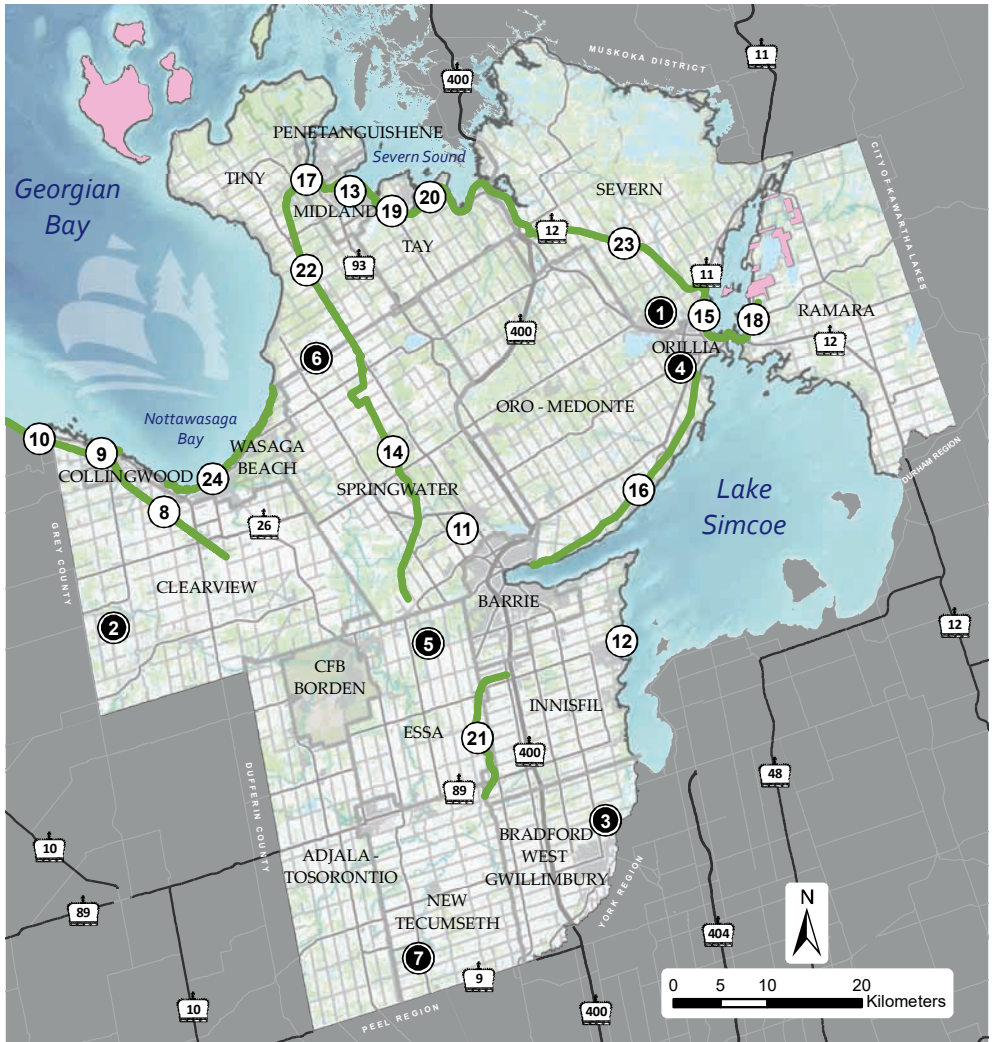 11
MUSKOKA DISTRICT
400
PENETANGUISHENE
Severn Sound
CITY OF KAWARTHA LAKES
Georgian
Bay
TINY
17
13
20
SEVERN
MIDLAND
19
TAY
12
23
93
22
11
1
15
18
RAMARA
400
12
ORILLIA
6
4
ORO - MEDONTE
Nottawasaga
Bay
10
9
WASAGA
BEACH
14
COLLINGWOOD
24
SPRINGWATER
16
Lake
Simcoe
DURHAM REGION
8
26
11
GREY COUNTY
CLEARVIEW
BARRIE
2
5
12
12
CFB
BORDEN
INNISFIL
ESSA
21
400
48
DUFFERIN COUNTY
89
3
10
BRADFORD
WEST
GWILLIMBURY
ADJALA -
TOSORONTIO
YORK REGION
89
NEW
TECUMSETH
N
404
7
9
10
PEEL REGION
400
0 5 10 20
Kilometers